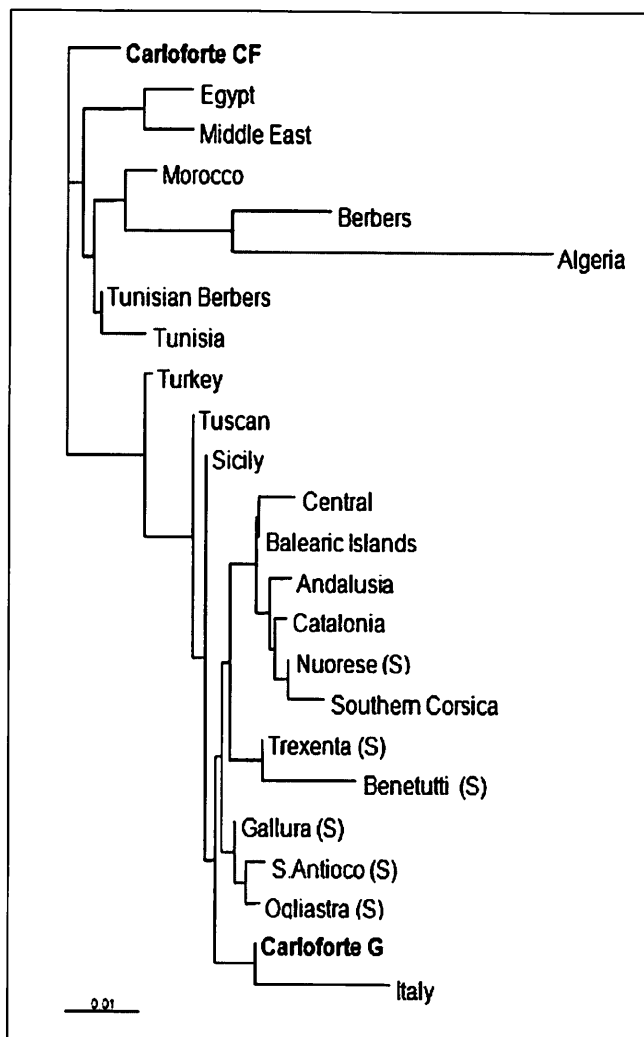 Carloforte CF
Egypt
Middle East
Morocco
Berbers
Algeria
Tunisian Berbers
Tunisia
Turkey
Tuscan
Sicily
Central
Balearic Islands
Andalusia
Catalonia
Nuorese (S)
Southern Corsica
Trexenta (S)
Benetutti (S)
Gallura (S)
S.Antioco (S)
Ogliastra (S)
Carloforte G
Italy
0.01